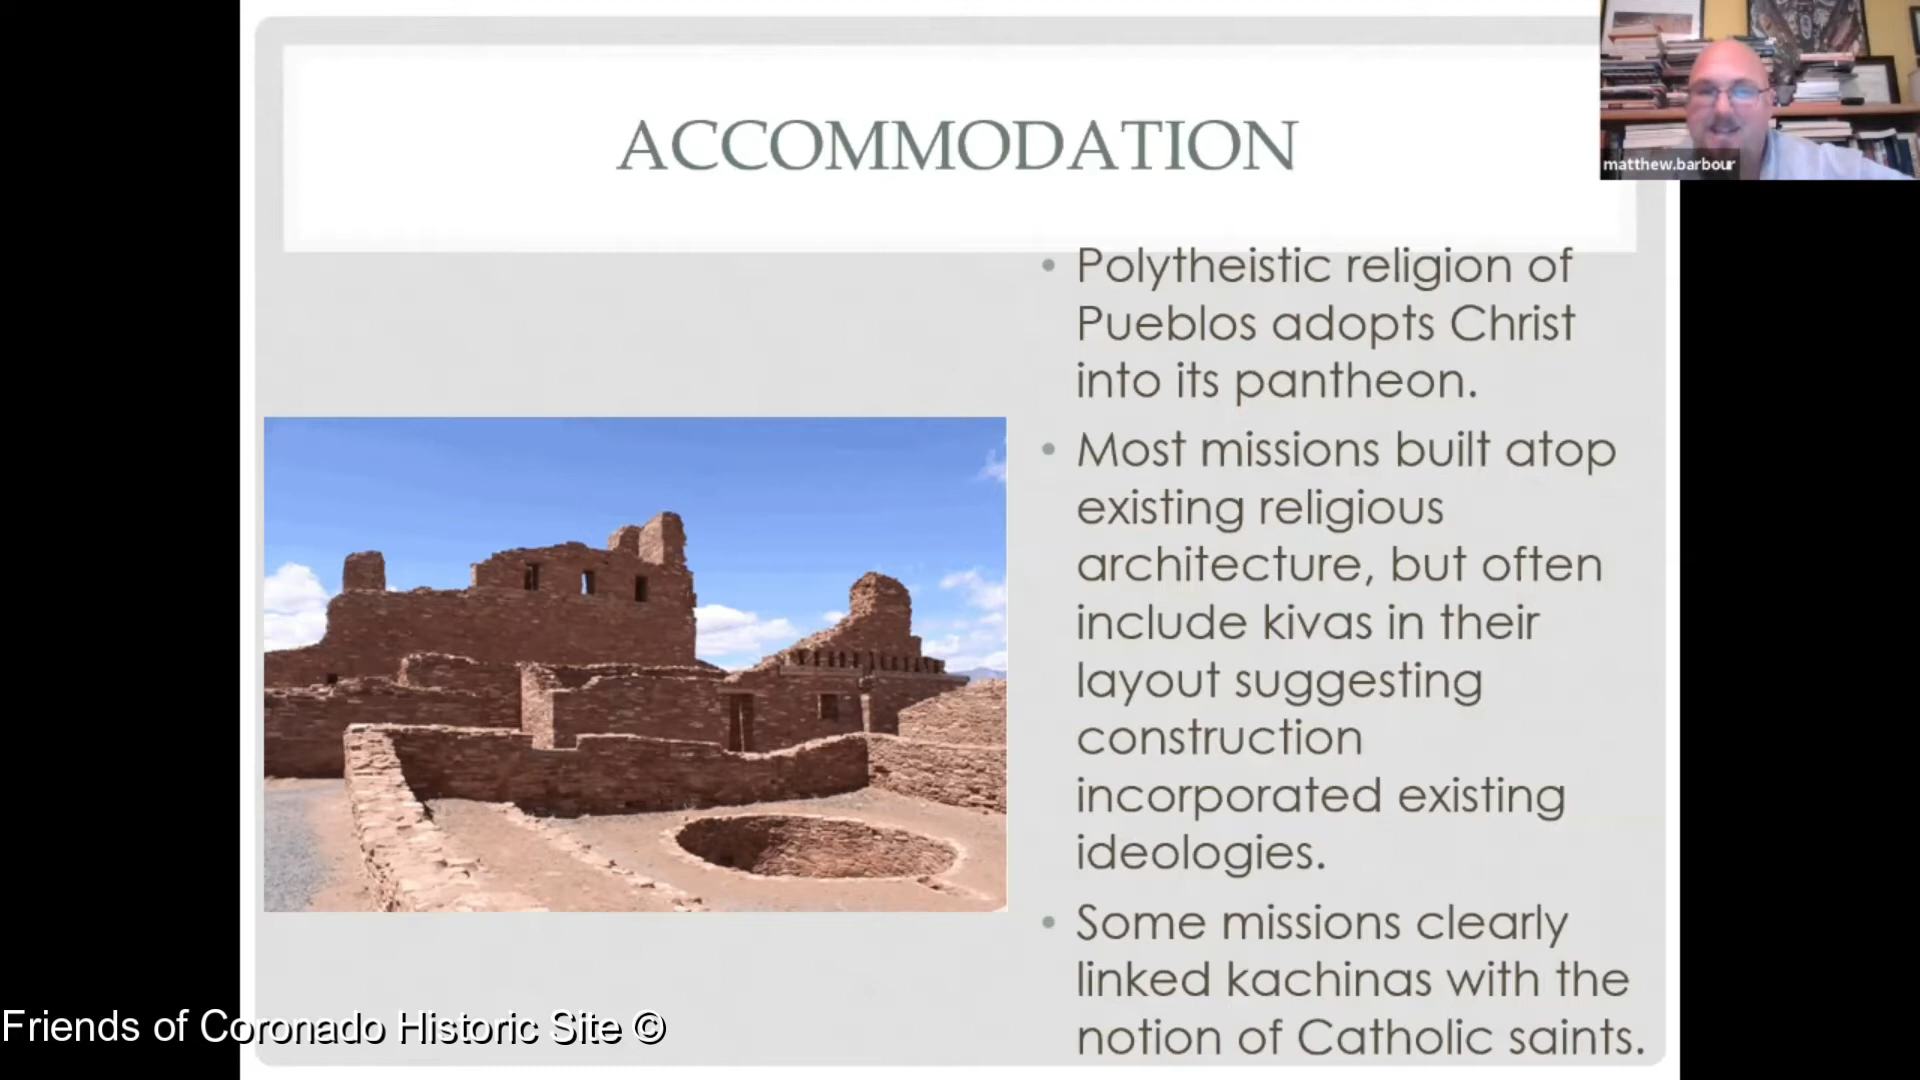 ACCOMMODATION
matthew.barbour
• Polytheistic religion of
Pueblos adopts Christ
into its pantheon.
• Most missions built atop
existing religious
architecture, but often
include kivas in their
layout suggesting
construction
incorporated existing
ideologies.
• Some missions clearly
linked kachinas with the
notion of Catholic saints.
Friends of Coronado Historic Site ©